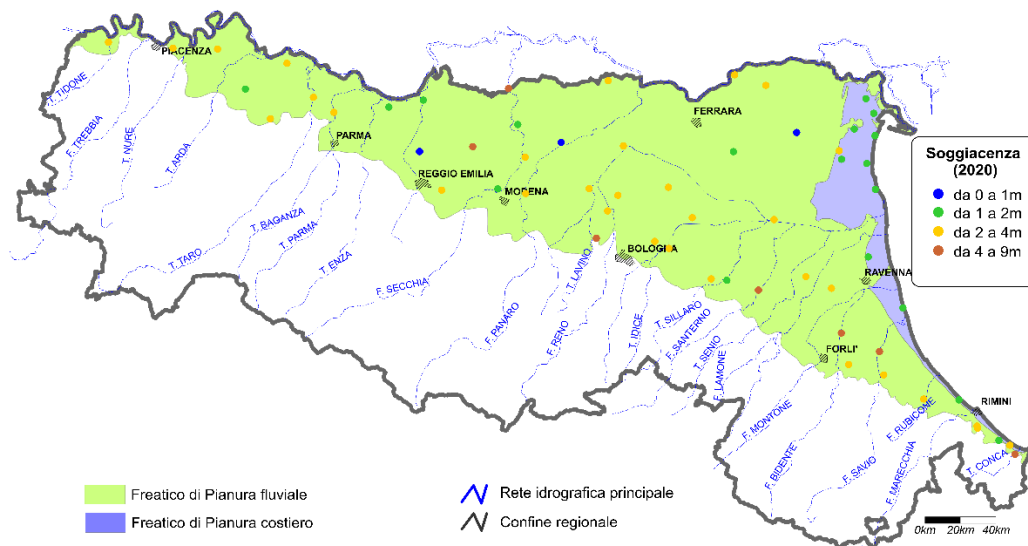 PIACENZA
T. TIDONE
F. TREBBIA
T. NURE
T. ARDA
PARMA
FERRARA
REGGIO EMILIA
MODENA
T. TARO
T. BAGANZA
T. PARMA
T. ENZA
F. SECCHIA
F. PANARO
F. RENO
T. LAVINO
BOLOGNA
T. IDICE
T. SILLARO
F. SANTERNO
T. SENIO
F. LAMONE
RAVENNA
FORLI'
F. MONTONE
F. BIDENTE
F. SAVIO
F. RUBICONE
F. MARECCHIA
RIMINI
T. CONCA
Soggiacenza
(2020)
da 0 a 1m
da 1 a 2m
da 2 a 4m
da 4 a 9m
Freatico di Pianura fluviale
Freatico di Pianura costiero
Rete idrografica principale
Confine regionale
0km 20km 40km